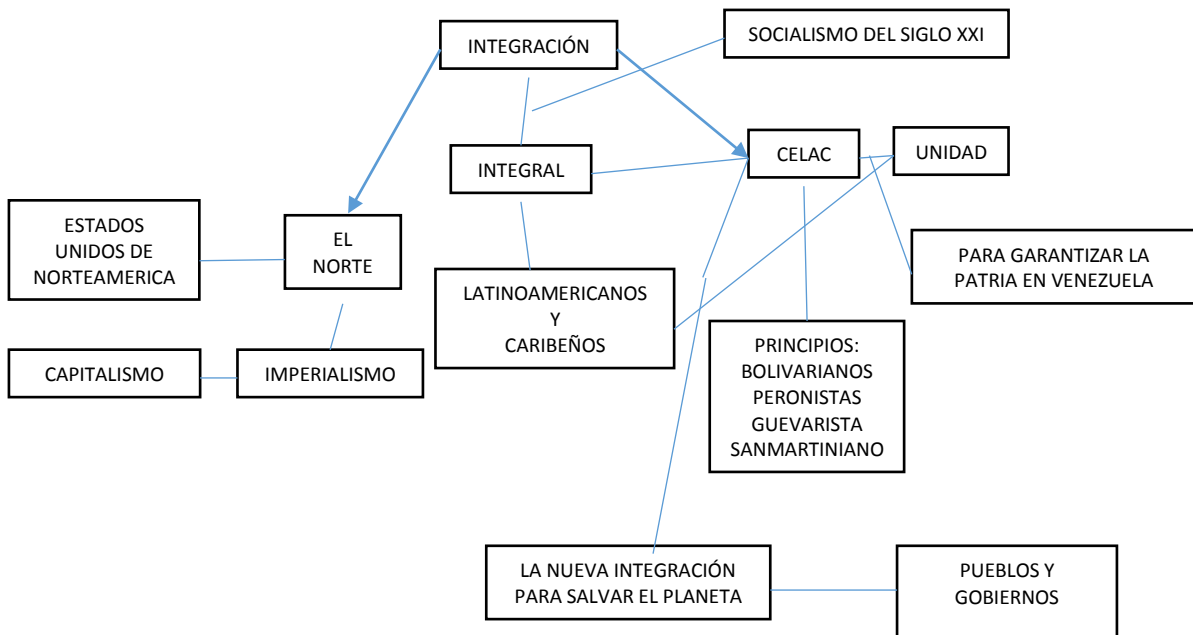 INTEGRACIÓN
SOCIALISMO DEL SIGLO XXI
INTEGRAL
CELAC
UNIDAD
ESTADOS
UNIDOS DE
NORTEAMERICA
EL
NORTE
PARA GARANTIZAR LA
PATRIA EN VENEZUELA
LATINOAMERICANOS
Y
CARIBEÑOS
CAPITALISMO
IMPERIALISMO
PRINCIPIOS:
BOLIVARIANOS
PERONISTAS
GUEVARISTA
SANMARTINIANO
LA NUEVA INTEGRACIÓN
PARA SALVAR EL PLANETA
PUEBLOS Y
GOBIERNOS